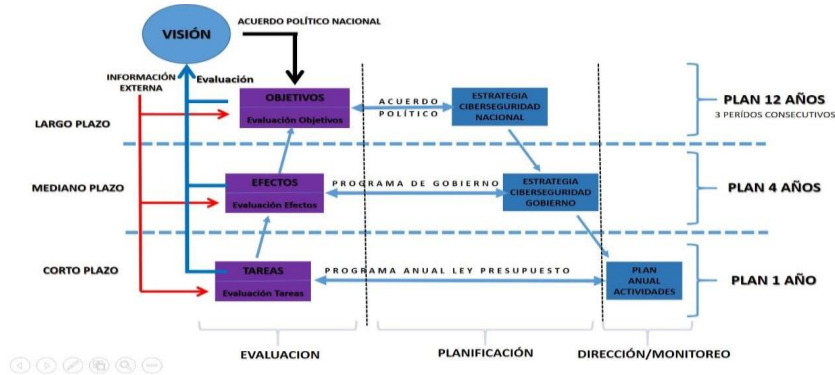 ACUERDO POLÍTICO NACIONAL
VISIÓN
INFORMACIÓN
EXTERNA
Evaluación
OBJETIVOS
Evaluación Objetivos
ACUERDO
POLÍTICO
ESTRATEGIA
CIBERSEGURIDAD
NACIONAL
PLAN 12 AÑOS
3 PERÍDOS CONSECUTIVOS
LARGO PLAZO
MEDIANO PLAZO
EFECTOS
Evaluación Efectos
PROGRAMA DE GOBIERNO
ESTRATEGIA
CIBERSEGURIDAD
GOBIERNO
PLAN 4 AÑOS
CORTO PLAZO
TAREAS
Evaluación Tareas
PROGRAMA ANUAL LEY PRESUPUESTO
PLAN
ANUAL
ACTIVIDADES
PLAN 1 AÑO
EVALUACION
PLANIFICACIÓN
DIRECCIÓN/MONITOREO